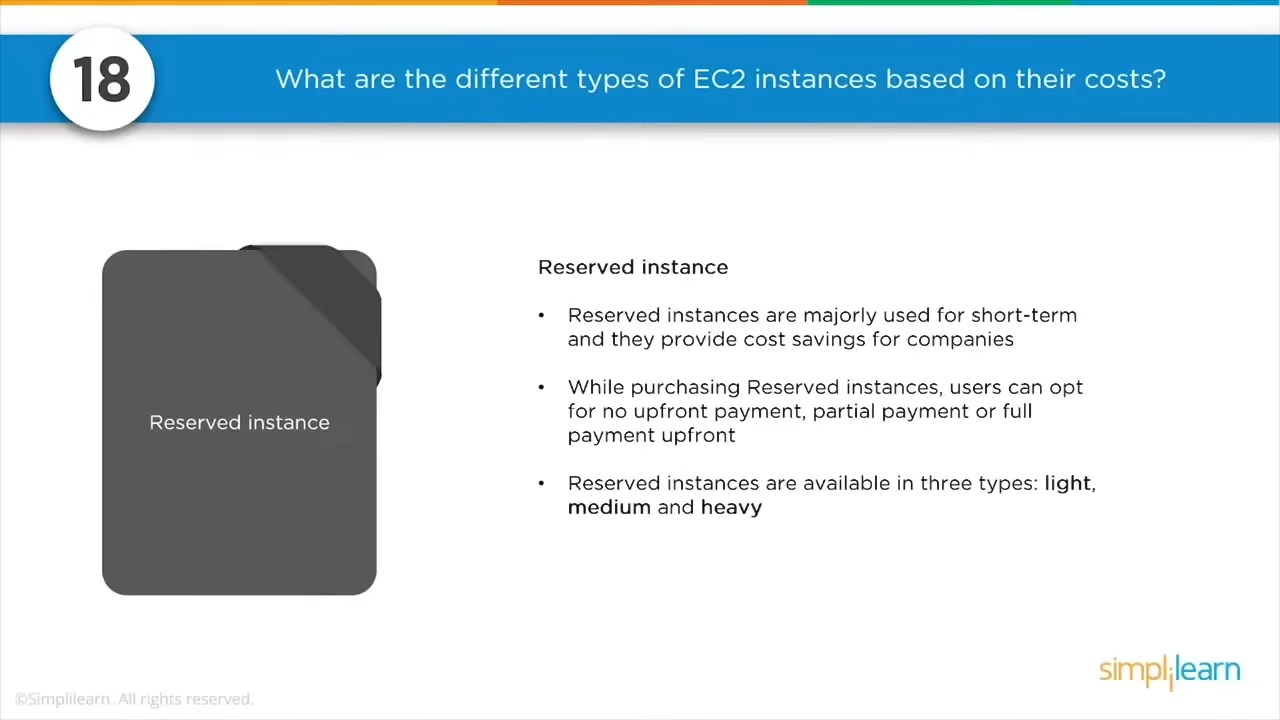 18
What are the different types of EC2 instances based on their costs?
Reserved instance
Reserved instance
• Reserved instances are majorly used for short-term
and they provide cost savings for companies
• While purchasing Reserved instances, users can opt
for no upfront payment, partial payment or full
payment upfront
• Reserved instances are available in three types: light,
medium and heavy
simplilearn
©Simplilearn. All rights reserved.